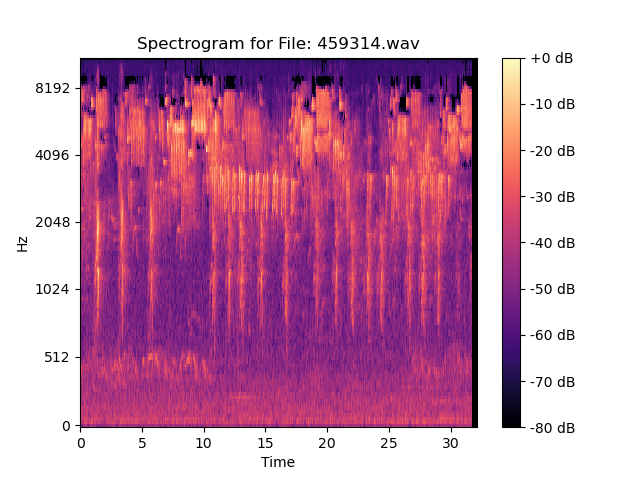 Spectrogram for File: 459314.wav
Hz
8192
4096
2048
1024
512
0
0 5 10 15 20 25 30
Time
+0 dB
-10 dB
-20 dB
-30 dB
-40 dB
-50 dB
-60 dB
-70 dB
-80 dB